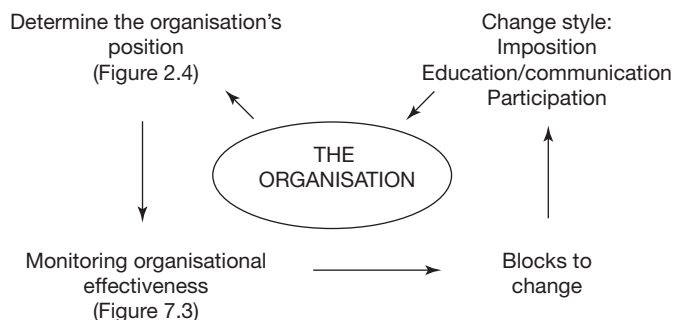 Determine the organisation's
position
(Figure 2.4)
Change style:
Imposition
Education/communication
Participation
THE
ORGANISATION
Monitoring organisational
effectiveness
(Figure 7.3)
Blocks to
change